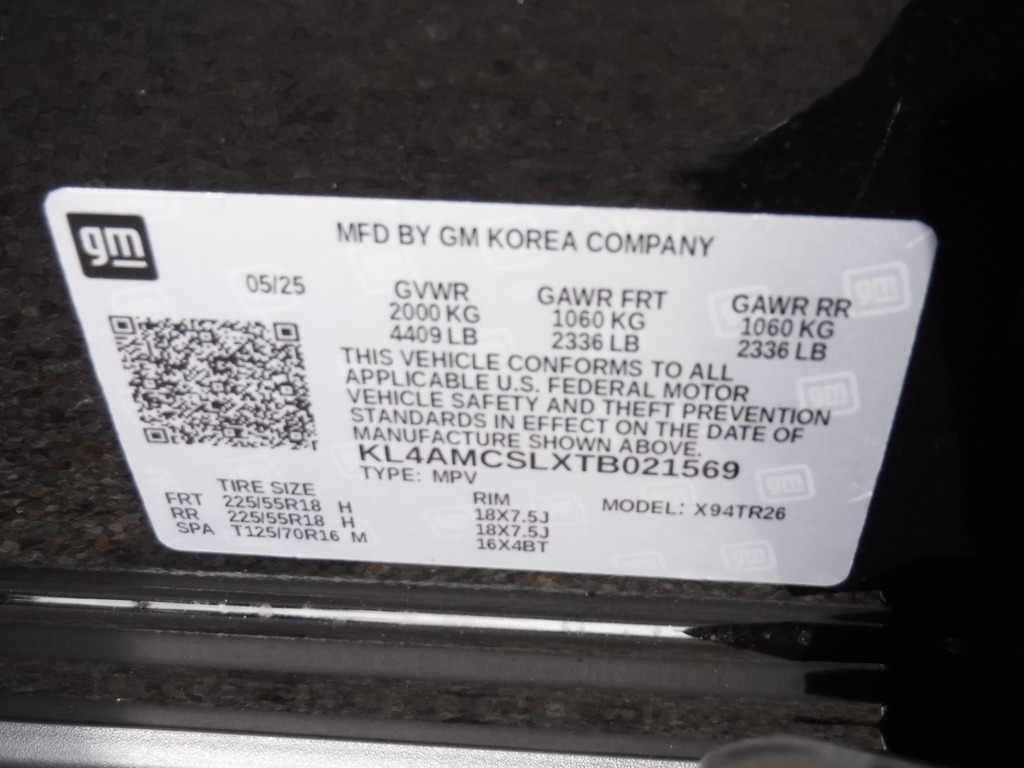 gm
MFD BY GM KOREA COMPANY
05/25
GVWR
2000 KG
4409 LB
GAWR FRT
1060 KG
2336 LB
GAWR RR
1060 KG
2336 LB
THIS VEHICLE CONFORMS TO ALL
APPLICABLE U.S. FEDERAL MOTOR
VEHICLE SAFETY AND THEFT PREVENTION
STANDARDS IN EFFECT ON THE DATE OF
MANUFACTURE SHOWN ABOVE.
KL4AMCSLXTB021569
TYPE: MPV
TIRE SIZE
FRT 225/55R18 H
RR 225/55R18 H
SPA T125/70R16 M
RIM
18X7.5J
18X7.5J
16X4BT
MODEL: X94TR26